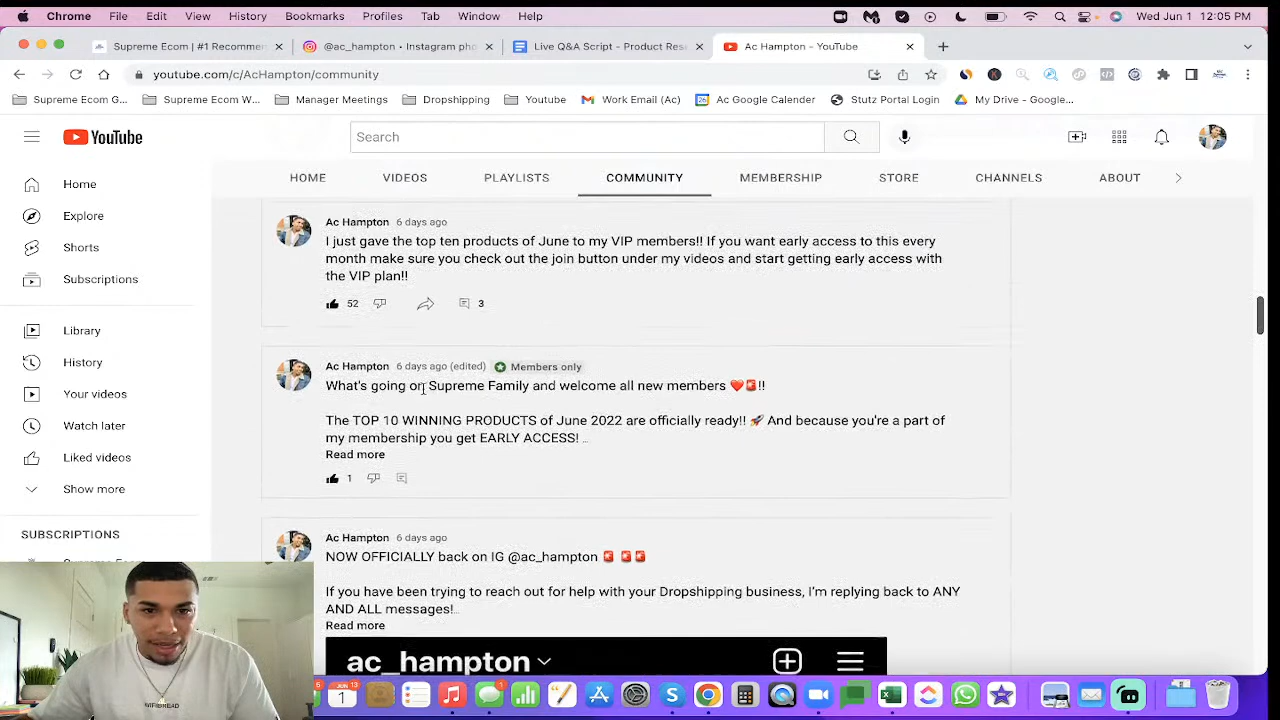 Chrome File Edit View History Bookmarks Profiles Tab Window Help Wed Jun 1 12:05 PM
Supreme Ecom | #1 Recommer @ac_hampton • Instagram pho Live Q&A Script - Product Res Ac Hampton - YouTube
youtube.com/c/AcHampton/community
Supreme Ecom G... Supreme Ecom W... Manager Meetings Dropshipping Youtube Work Email (Ac) Ac Google Calender Stutz Portal Login My Drive - Google...
YouTube Search
HOME VIDEOS PLAYLISTS COMMUNITY MEMBERSHIP STORE CHANNELS ABOUT
Home
Explore
Shorts
Subscriptions
Library
History
Your videos
Watch later
Liked videos
Show more
SUBSCRIPTIONS
Ac Hampton 6 days ago
I just gave the top ten products of June to my VIP members!! If you want early access to this every
month make sure you check out the join button under my videos and start getting early access with
the VIP plan!!
52 3
Ac Hampton 6 days ago (edited) Members only
What's going on Supreme Family and welcome all new members ❤️🚨!!
The TOP 10 WINNING PRODUCTS of June 2022 are officially ready!! 🚀 And because you're a part of
my membership you get EARLY ACCESS! ...
Read more
1
Ac Hampton 6 days ago
NOW OFFICIALLY back on IG @ac_hampton 🚨 🚨🚨
If you have been trying to reach out for help with your Dropshipping business, I'm replying back to ANY
AND ALL messages!...
Read more
ac_hampton